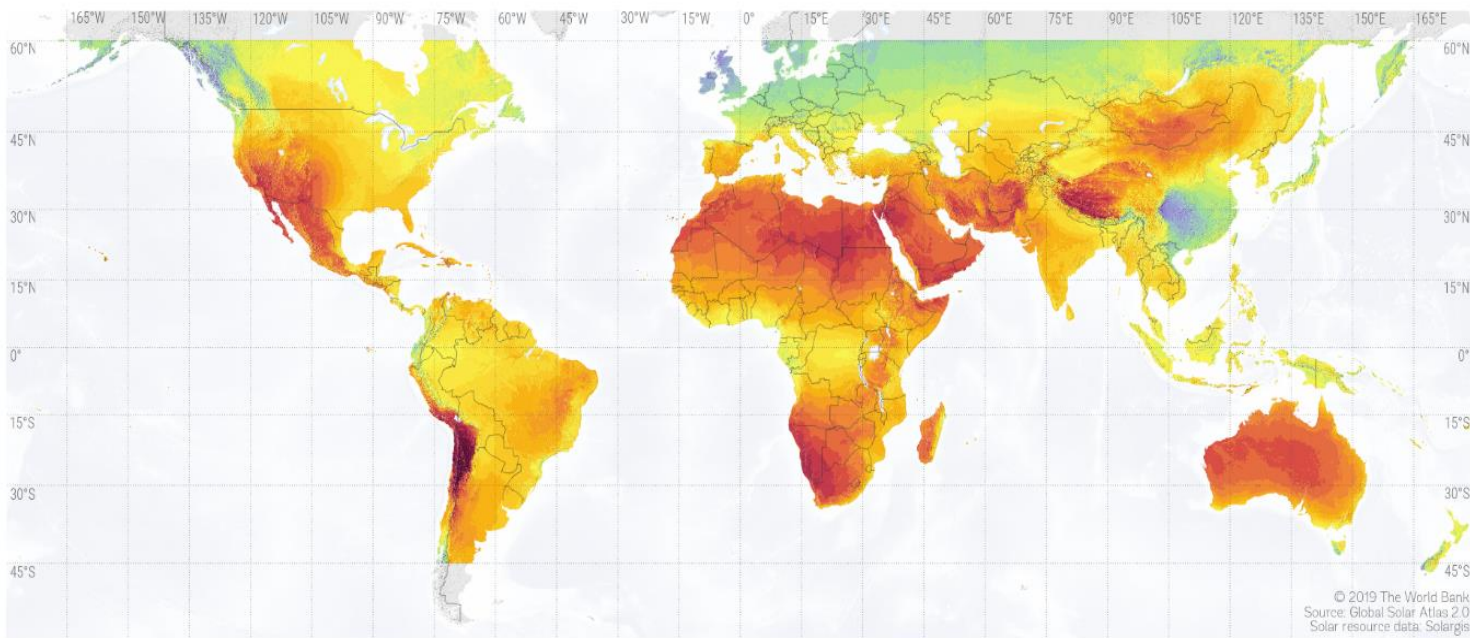 165°W 150°W 135°W 120°W 105°W 90°W 75°W 60°W 45°W 30°W 15°W 0° 15°E 30°E 45°E 60°E 75°E 90°E 105°E 120°E 135°E 150°E 165°E
60°N 60°N
45°N 45°N
30°N 30°N
15°N 15°N
0° 0°
15°S 15°S
30°S 30°S
45°S 45°S
© 2019 The World Bank
Source: Global Solar Atlas 2.0
Solar resource data: Solargis